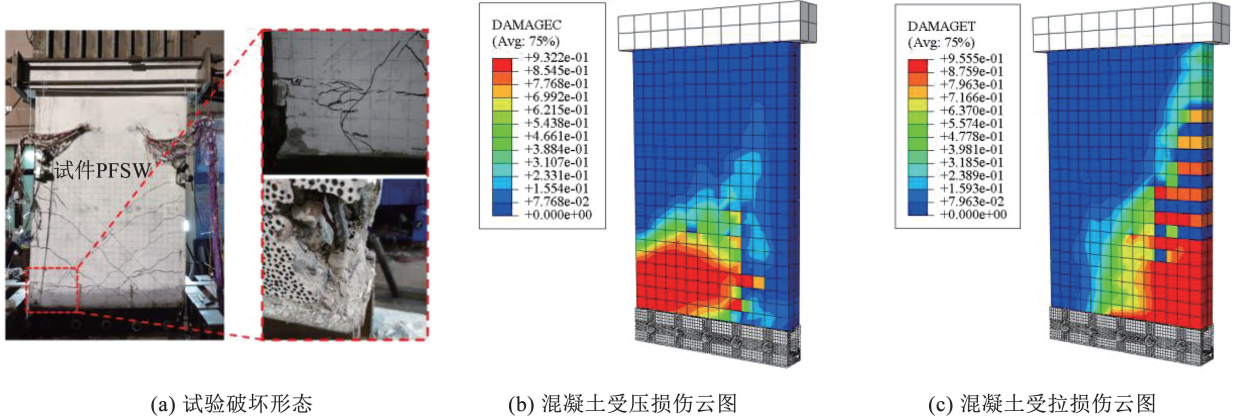 试件PFSW
DAMAGEC
(Avg: 75%)
+9.322e-01
+8.545e-01
+7.768e-01
+6.992e-01
+6.215e-01
+5.438e-01
+4.661e-01
+3.884e-01
+3.107e-01
+2.331e-01
+1.554e-01
+7.768e-02
+0.000e+00
DAMAGET
(Avg: 75%)
+9.555e-01
+8.759e-01
+7.963e-01
+7.166e-01
+6.370e-01
+5.574e-01
+4.778e-01
+3.981e-01
+3.185e-01
+2.389e-01
+1.593e-01
+7.963e-02
+0.000e+00
(a) 试验破坏形态
(b) 混凝土受压损伤云图
(c) 混凝土受拉损伤云图